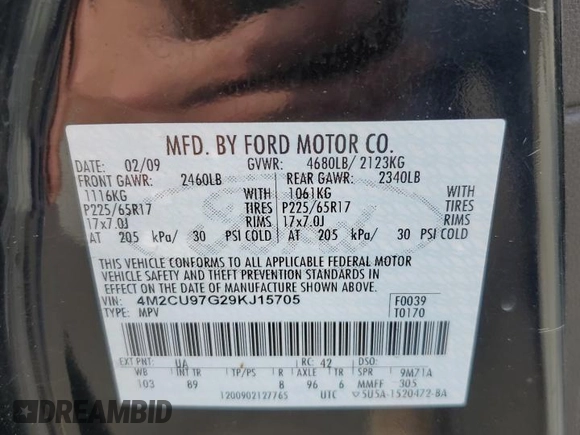 MFD. BY FORD MOTOR CO.
DATE: 02/09 GVWR: 4680LB/ 2123KG
FRONT GAWR: 2460LB REAR GAWR: 2340LB
1116KG WITH 1061KG WITH
P225/65R17 TIRES P225/65R17 TIRES
17x7.0J RIMS 17x7.0J RIMS
AT 205 kPa/ 30 PSI COLD AT 205 kPa/ 30 PSI COLD
THIS VEHICLE CONFORMS TO ALL APPLICABLE FEDERAL MOTOR
VEHICLE SAFETY AND THEFT PREVENTION STANDARDS IN
EFFECT ON THE DATE OF MANUFACTURE SHOWN ABOVE.
VIN: 4M2CU97G29KJ15705 F0039
TYPE: MPV T0170
EXT PNT: UA RC: 42 DSO:
WB INT TR TP/PS R AXLE TR SPR 9M71A
103 89 8 96 6 MMFF 305
1200902127765 UTC 5U5A-1520472-BA
DREAMBID